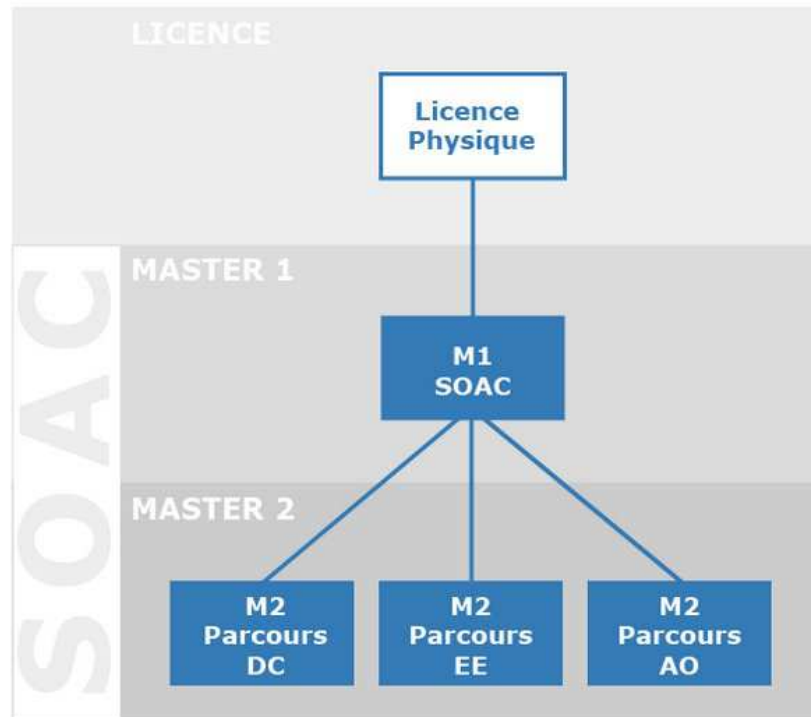 LICENCE
Licence
Physique
SOAC
MASTER 1
M1
SOAC
MASTER 2
M2
Parcours
DC
M2
Parcours
EE
M2
Parcours
AO